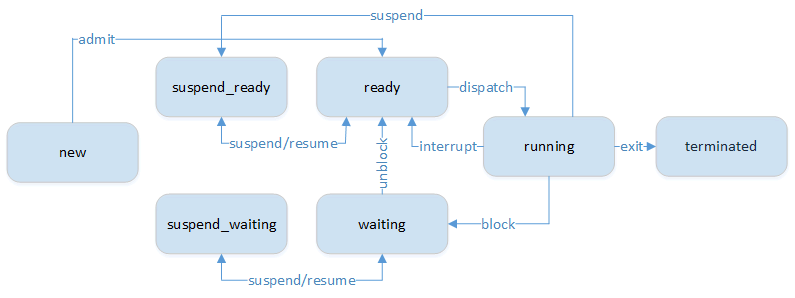 suspend
admit
suspend_ready
ready
dispatch
suspend/resume
interrupt
running
exit
terminated
new
unblock
suspend_waiting
waiting
block
suspend/resume